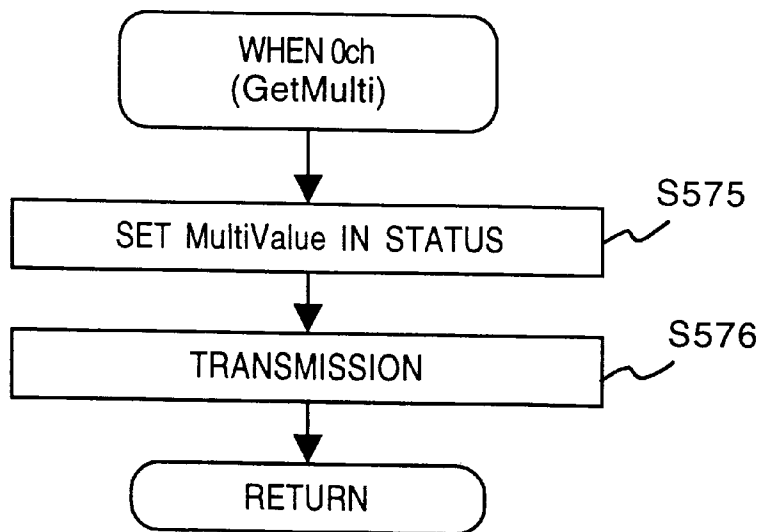 WHEN 0ch
(GetMulti)
S575
SET MultiValue IN STATUS
S576
TRANSMISSION
RETURN